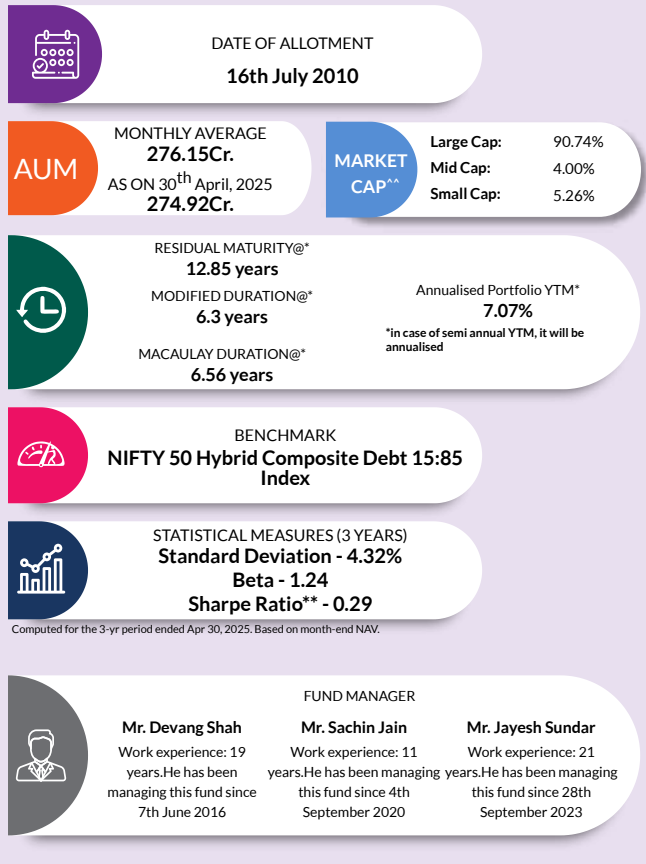 DATE OF ALLOTMENT
16th July 2010
AUM
MONTHLY AVERAGE
276.15Cr.
AS ON 30th April, 2025
274.92Cr.
MARKET
CAP^^
Large Cap: 90.74%
Mid Cap: 4.00%
Small Cap: 5.26%
RESIDUAL MATURITY@*
12.85 years
MODIFIED DURATION@*
6.3 years
MACAULAY DURATION@*
6.56 years
Annualised Portfolio YTM*
7.07%
*in case of semi annual YTM, it will be
annualised
BENCHMARK
NIFTY 50 Hybrid Composite Debt 15:85
Index
STATISTICAL MEASURES (3 YEARS)
Standard Deviation - 4.32%
Beta - 1.24
Sharpe Ratio** - 0.29
Computed for the 3-yr period ended Apr 30, 2025. Based on month-end NAV.
FUND MANAGER
Mr. Devang Shah
Work experience: 19
years.He has been
managing this fund since
7th June 2016
Mr. Sachin Jain
Work experience: 11
years.He has been managing
this fund since 4th
September 2020
Mr. Jayesh Sundar
Work experience: 21
years.He has been managing
this fund since 28th
September 2023